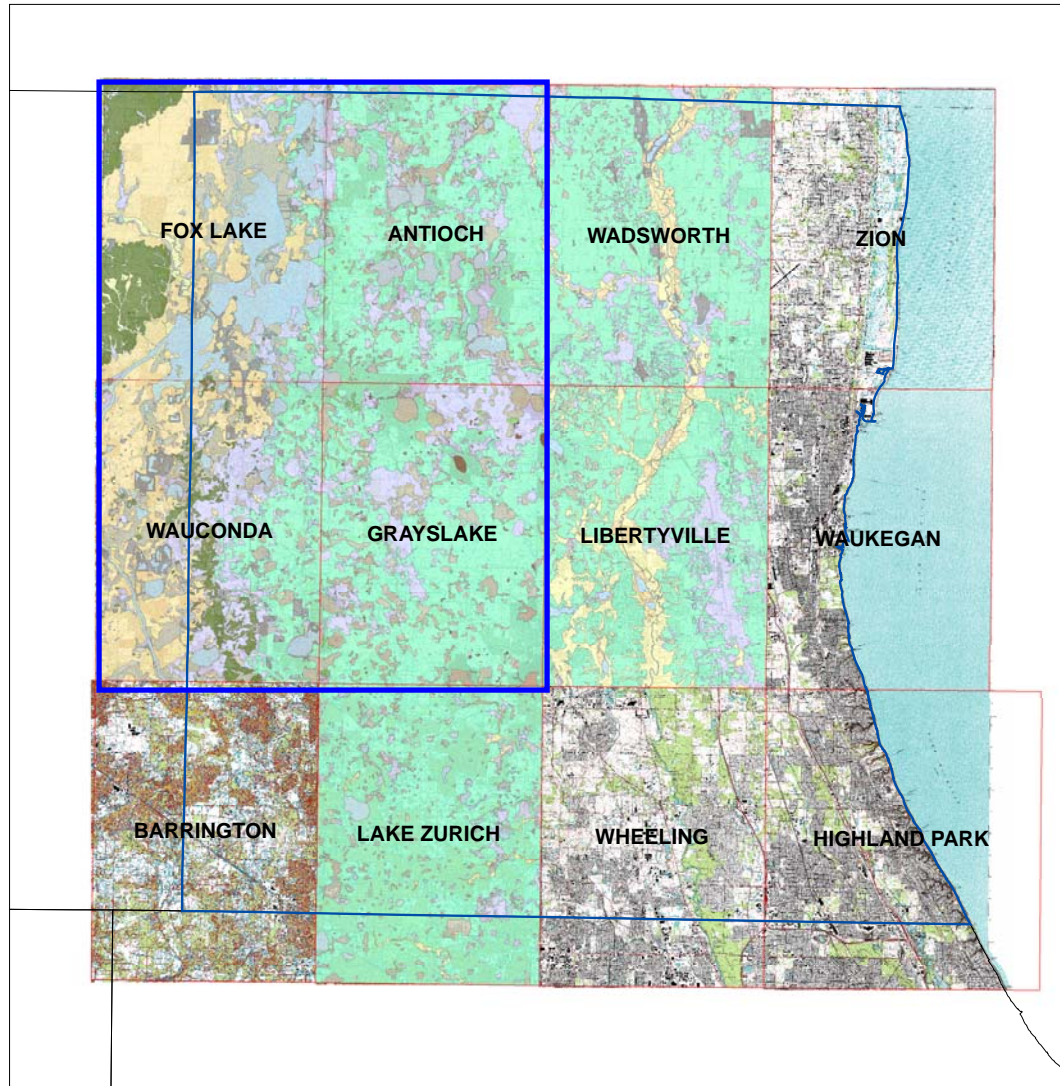 FOX LAKE
ANTIOCH
WADSWORTH
ZION
WAUCONDA
GRAYSLAKE
LIBERTYVILLE
WAUKEGAN
BARRINGTON
LAKE ZURICH
WHEELING
HIGHLAND PARK